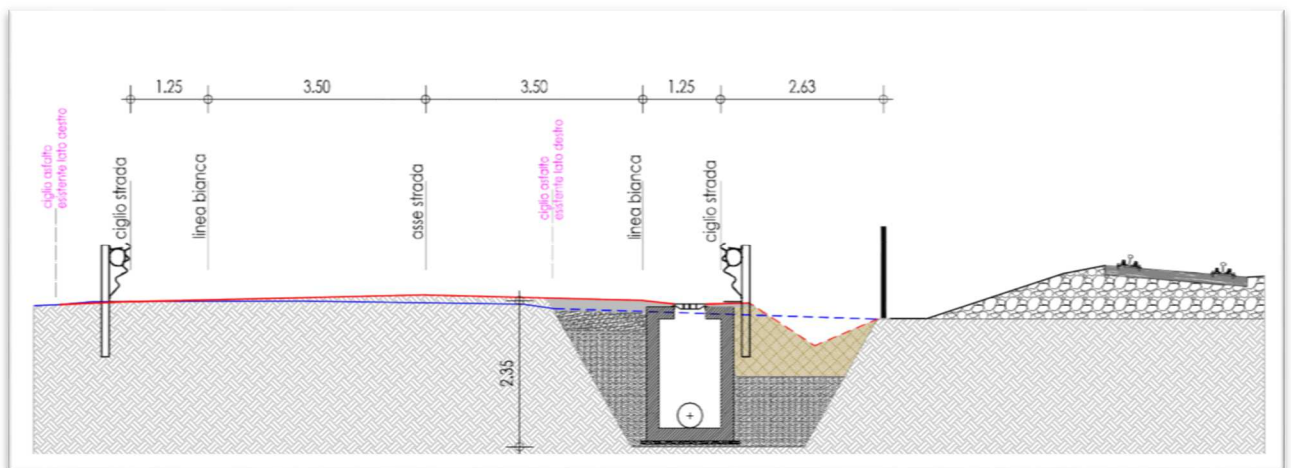 1.25
3.50
3.50
1.25
2.63
ciglio asfalto
esistente lato destro
ciglio strada
linea bianca
asse strada
ciglio asfalto
esistente lato destro
linea bianca
ciglio strada
2.35